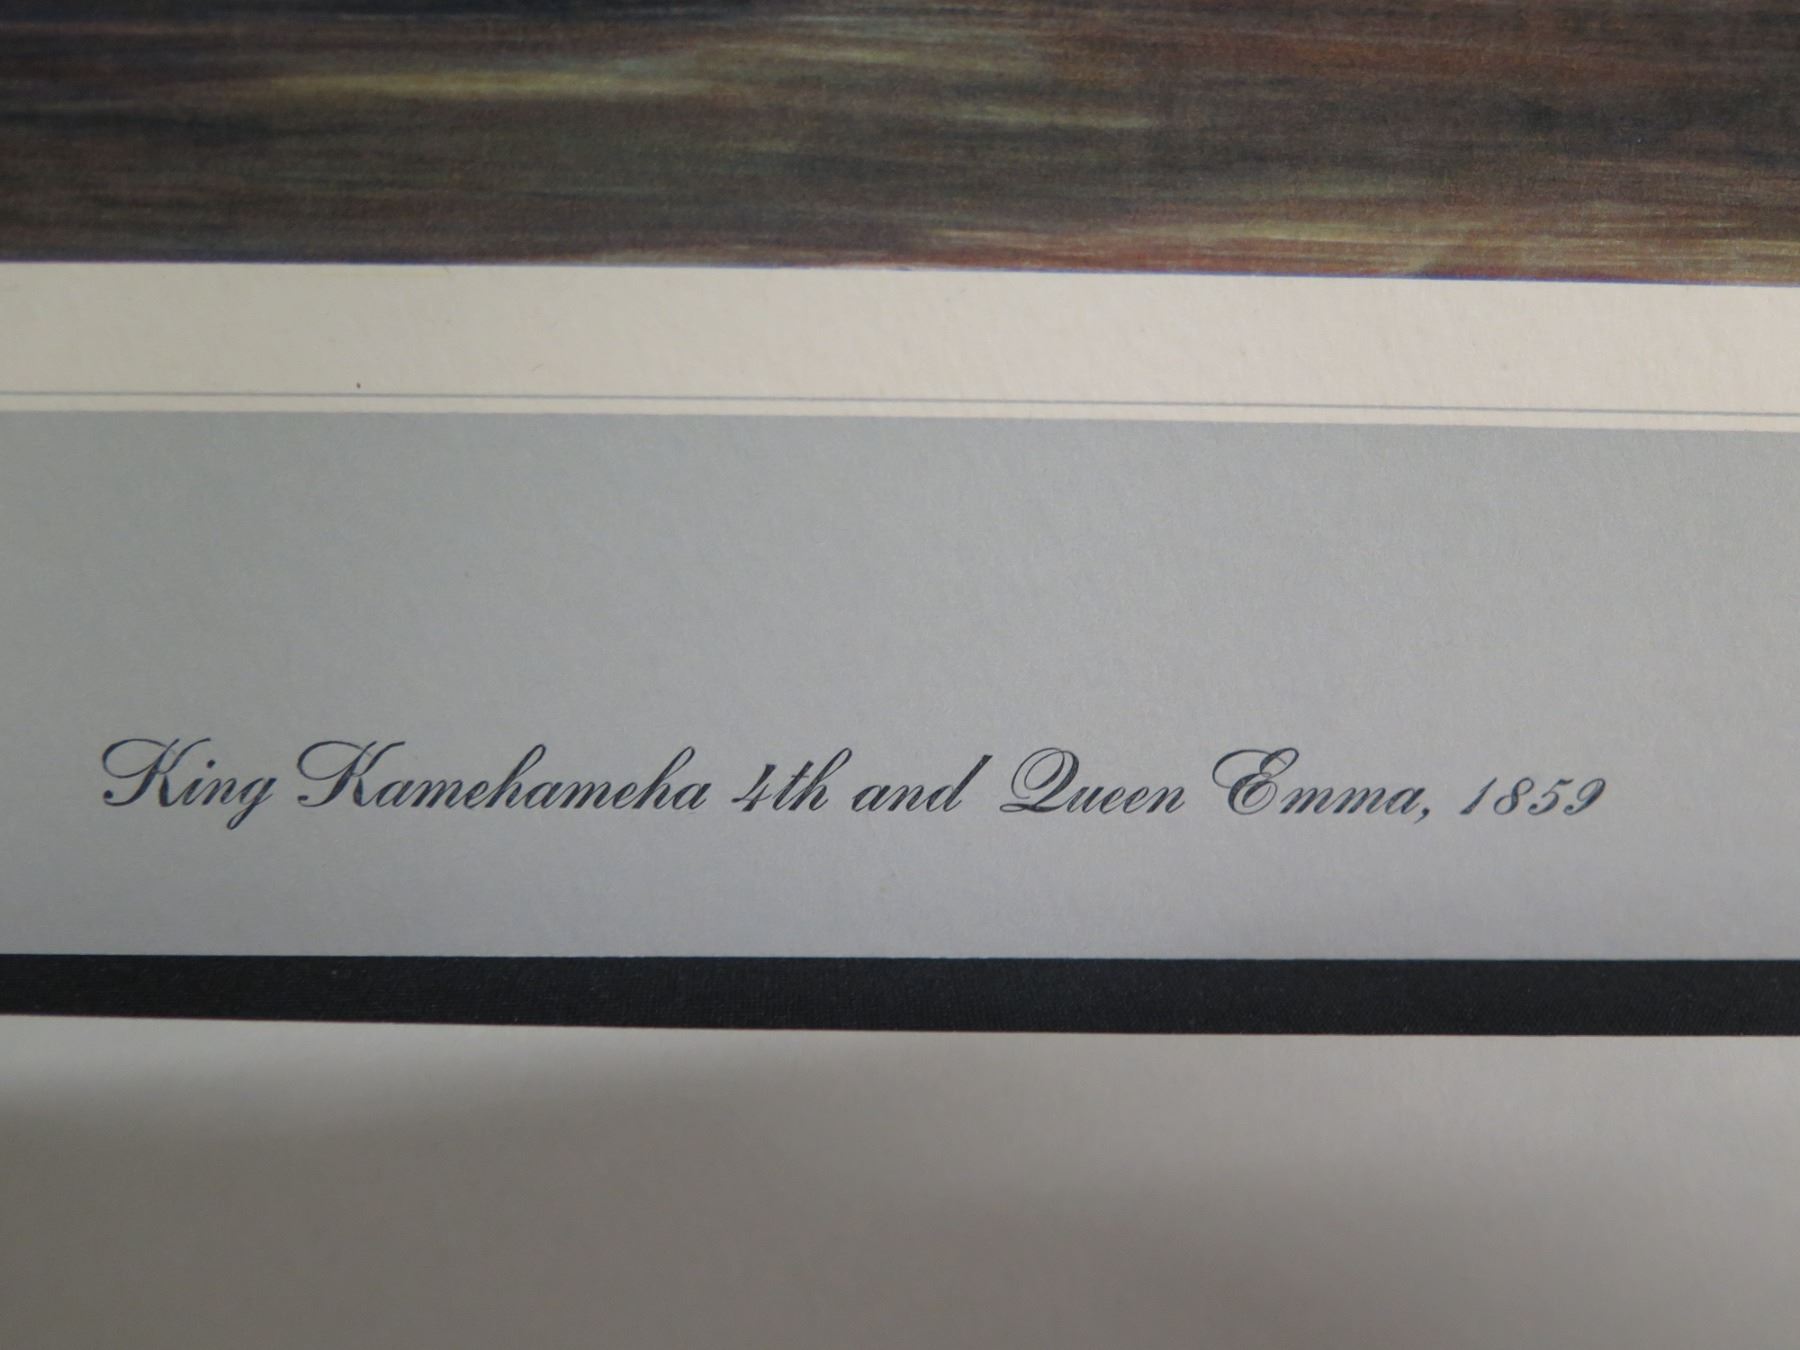 King Kamehameha 4th and Queen Emma, 1859